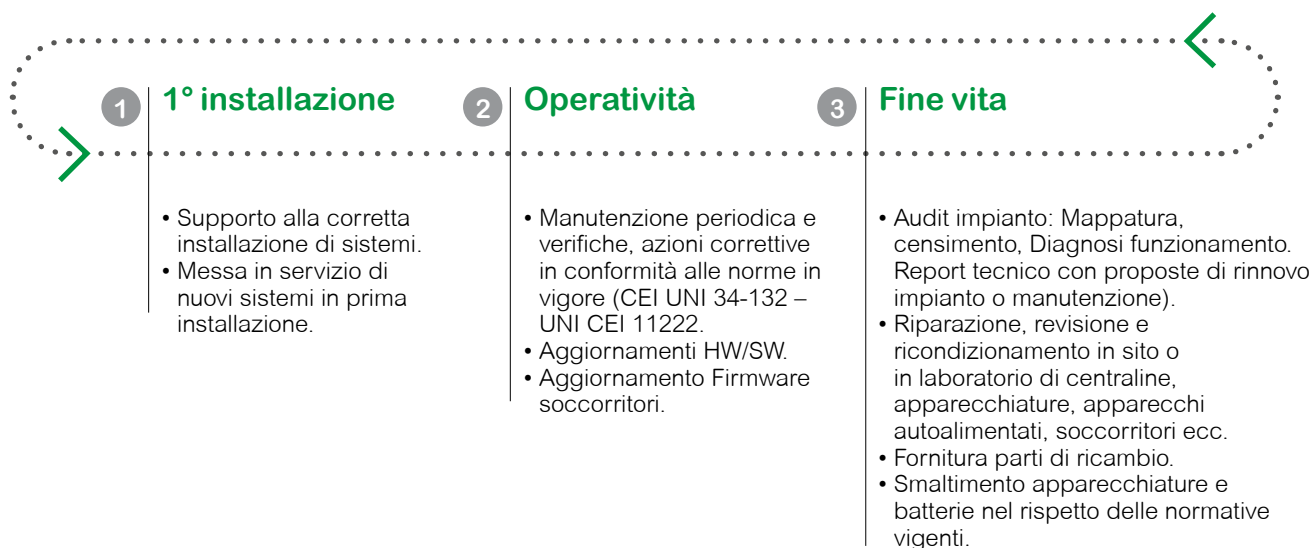 1
1° installazione
• Supporto alla corretta
installazione di sistemi.
• Messa in servizio di
nuovi sistemi in prima
installazione.
2
Operatività
• Manutenzione periodica e
verifiche, azioni correttive
in conformità alle norme in
vigore (CEI UNI 34-132 –
UNI CEI 11222.
• Aggiornamenti HW/SW.
• Aggiornamento Firmware
soccorritori.
3
Fine vita
• Audit impianto: Mappatura,
censimento, Diagnosi funzionamento.
Report tecnico con proposte di rinnovo
impianto o manutenzione).
• Riparazione, revisione e
ricondizionamento in sito o
in laboratorio di centraline,
apparecchiature, apparecchi
autoalimentati, soccorritori ecc.
• Fornitura parti di ricambio.
• Smaltimento apparecchiature e
batterie nel rispetto delle normative
vigenti.